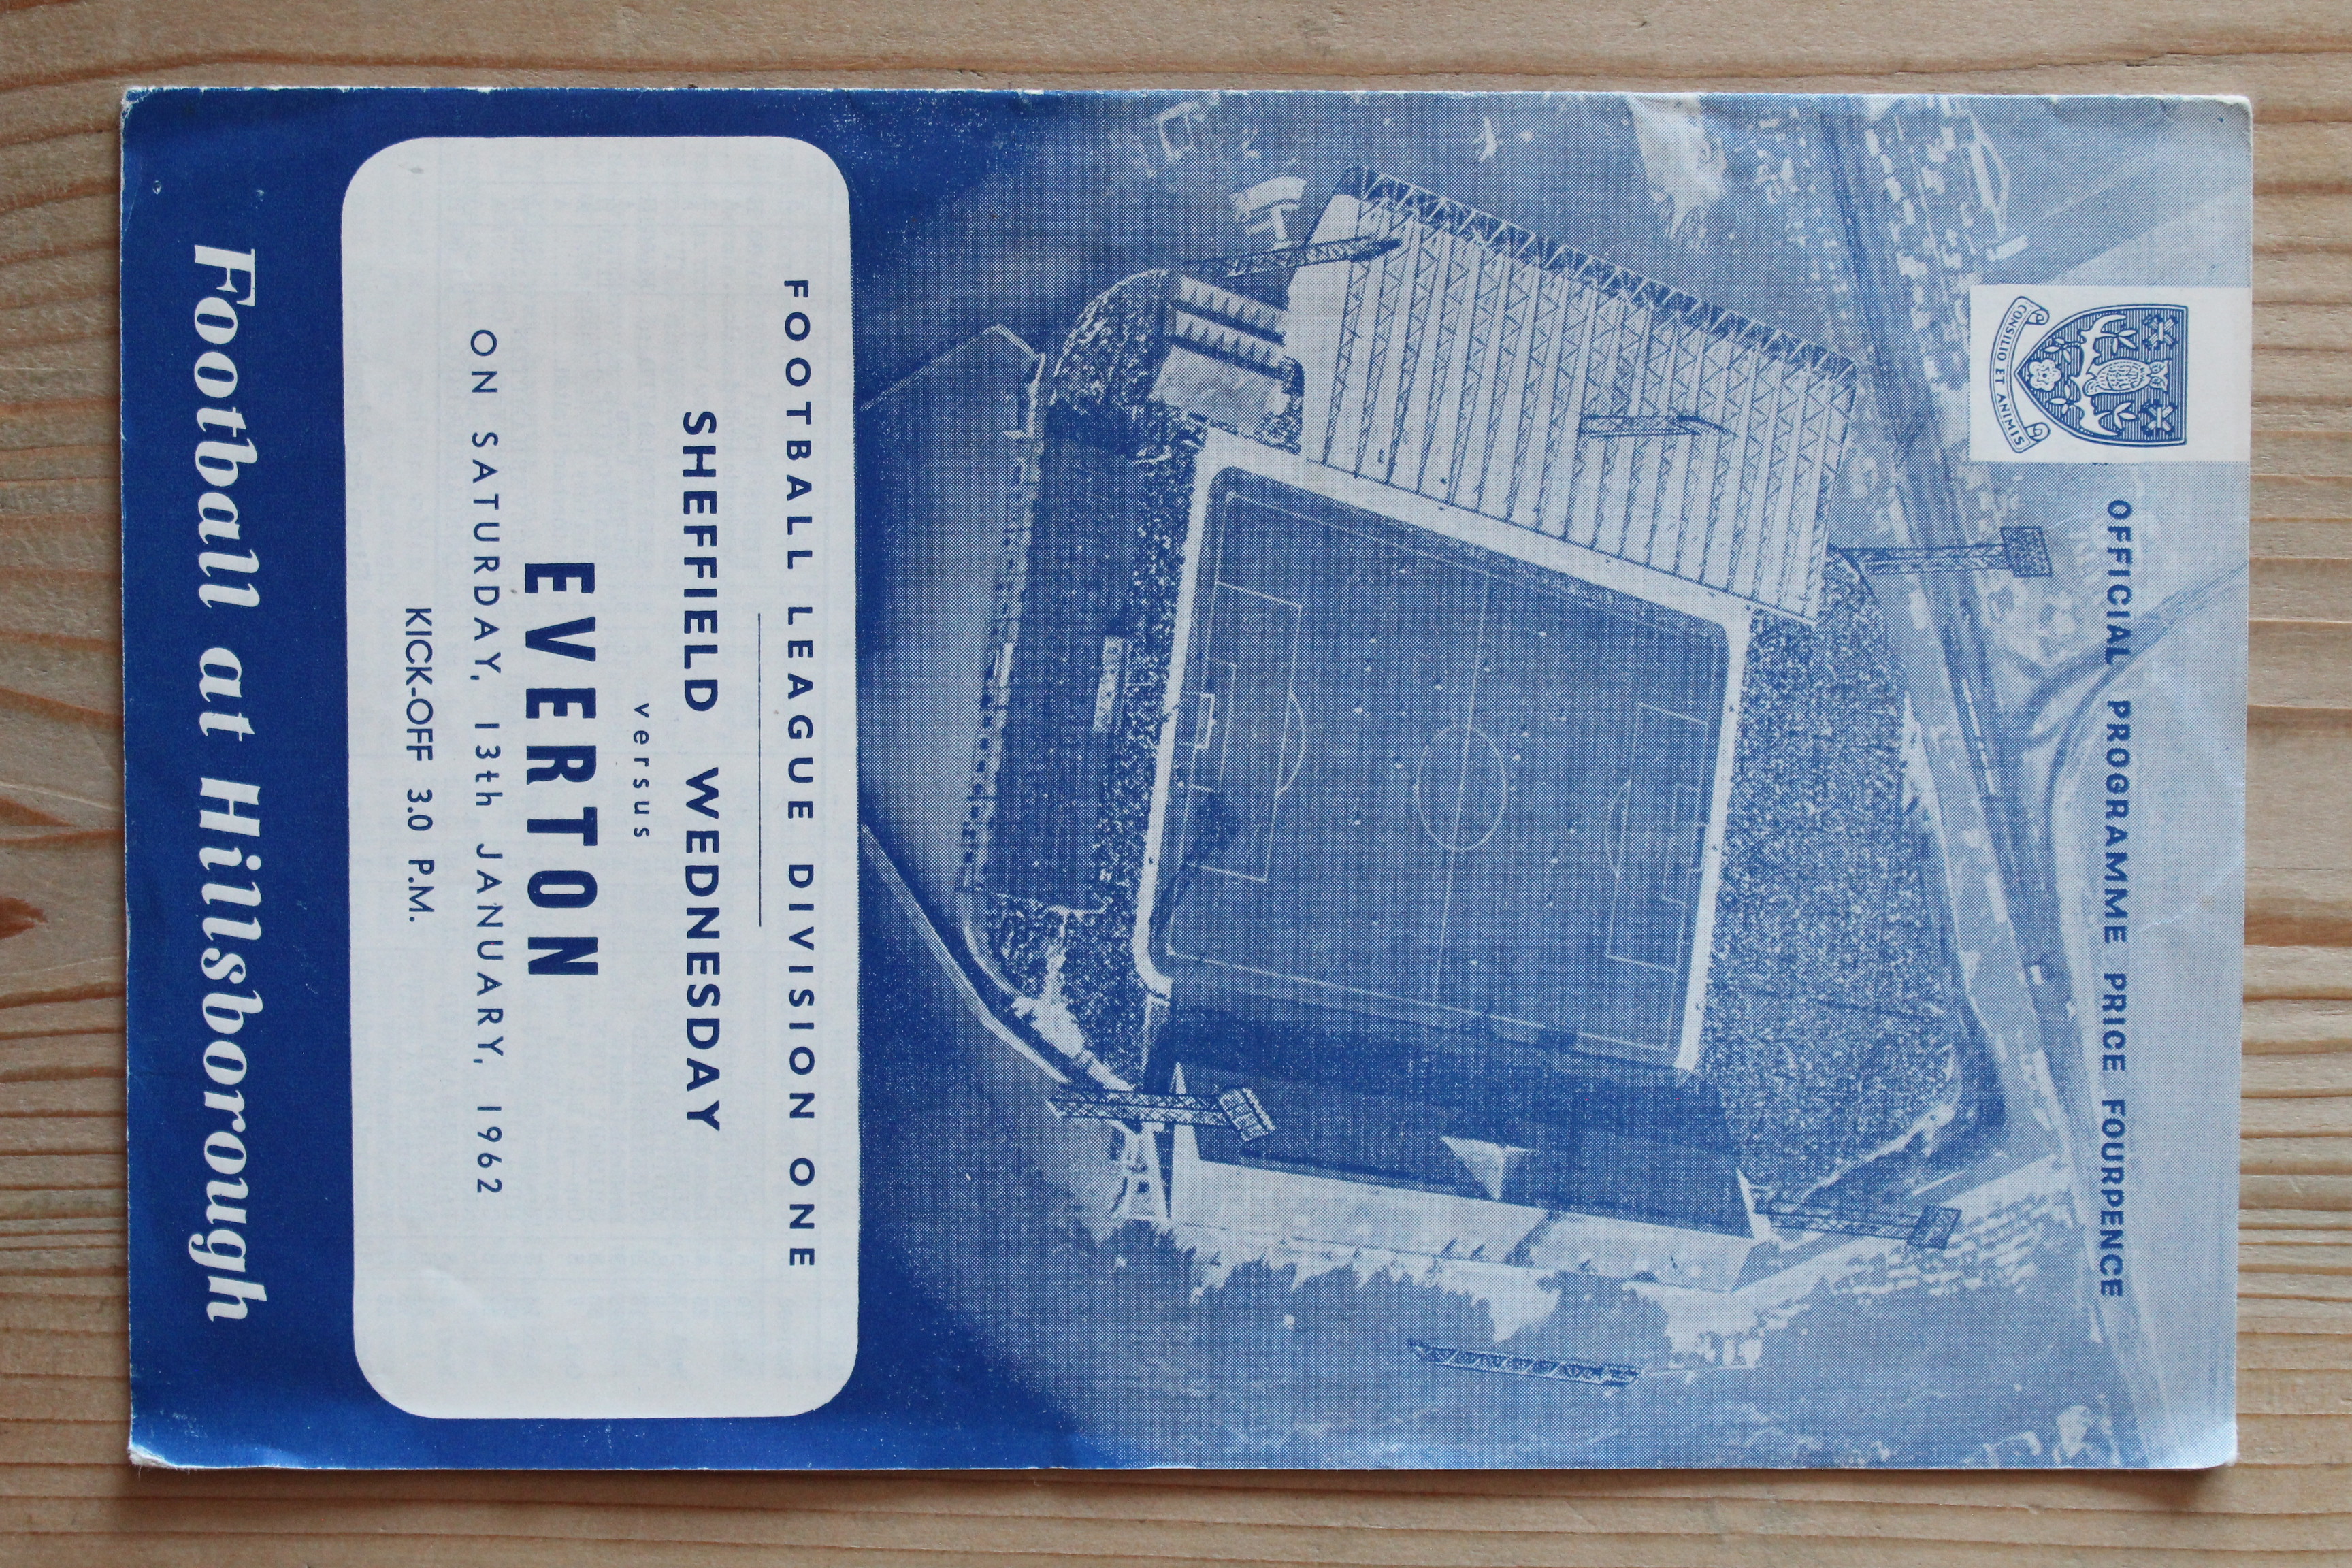 CONSILIO ET ANIMIS
OFFICIAL PROGRAMME PRICE FOURPENCE
FOOTBALL LEAGUE DIVISION ONE
SHEFFIELD WEDNESDAY
versus
EVERTON
ON SATURDAY, 13th JANUARY, 1962
KICK-OFF 3.0 P.M.
Football at Hillsborough